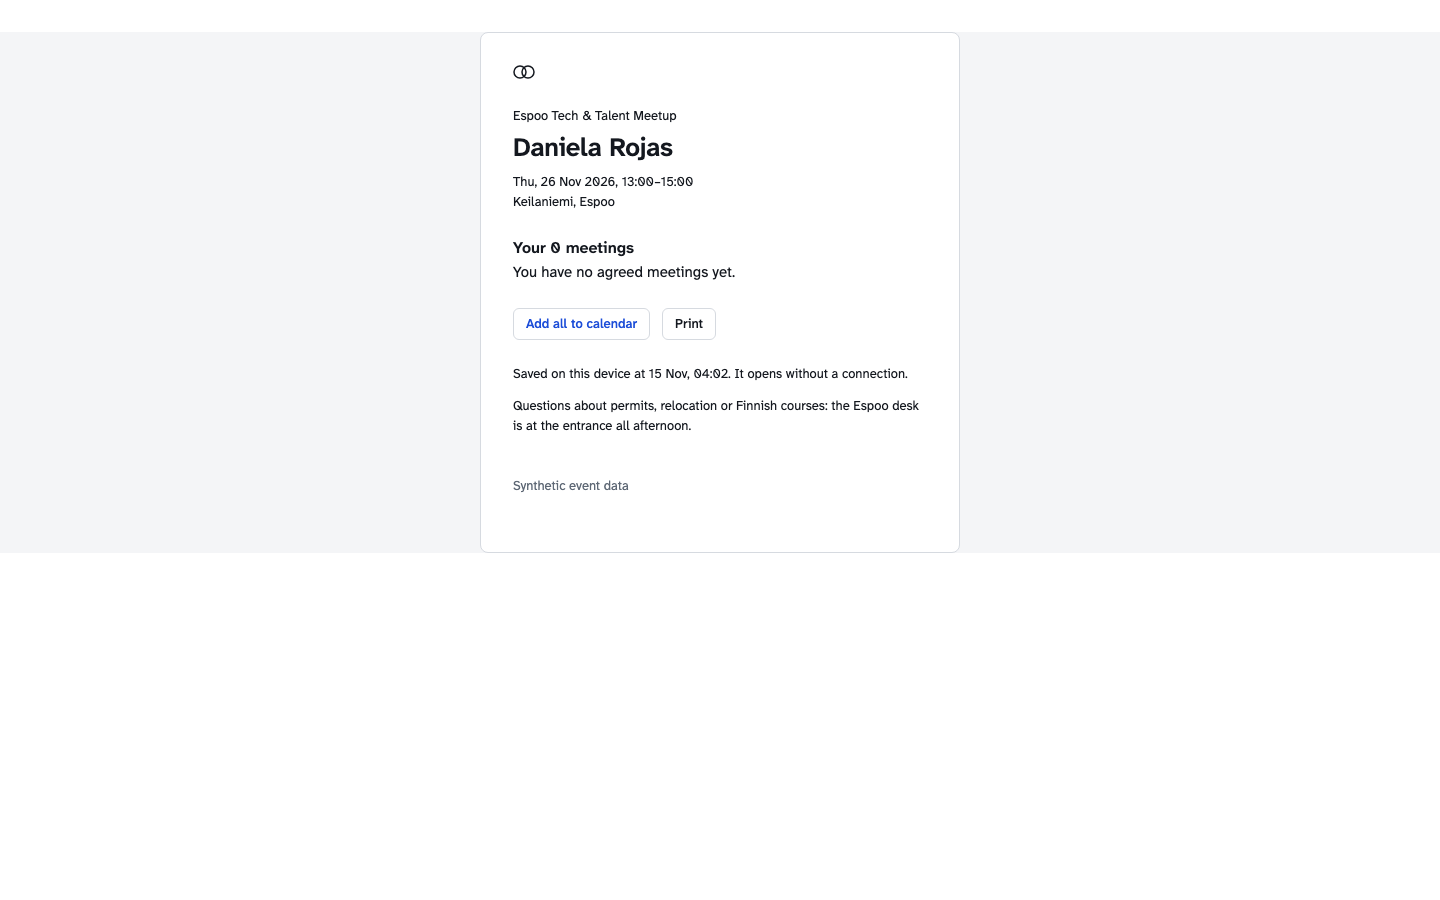 Espoo Tech & Talent Meetup
Daniela Rojas
Thu, 26 Nov 2026, 13:00–15:00
Keilaniemi, Espoo
Your 0 meetings
You have no agreed meetings yet.
Add all to calendar
Print
Saved on this device at 15 Nov, 04:02. It opens without a connection.
Questions about permits, relocation or Finnish courses: the Espoo desk
is at the entrance all afternoon.
Synthetic event data